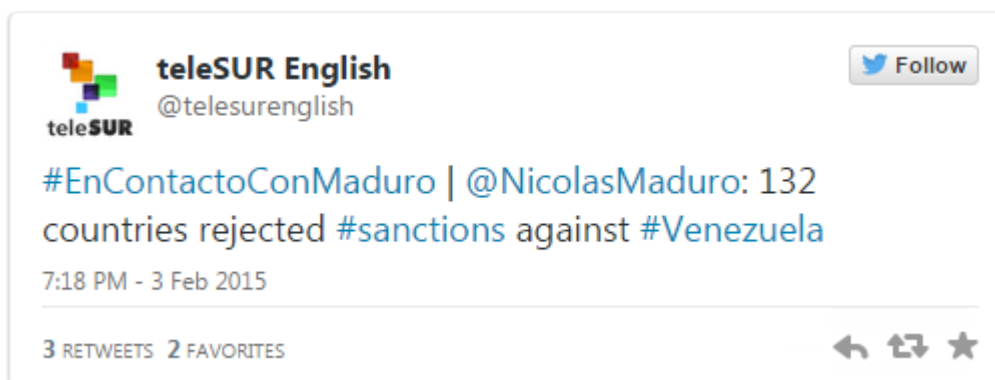 teleSUR English
Follow
@telesurenglish
teleSUR
#EnContactoConMaduro | @NicolasMaduro: 132
countries rejected #sanctions against #Venezuela
7:18 PM - 3 Feb 2015
3 RETWEETS 2 FAVORITES